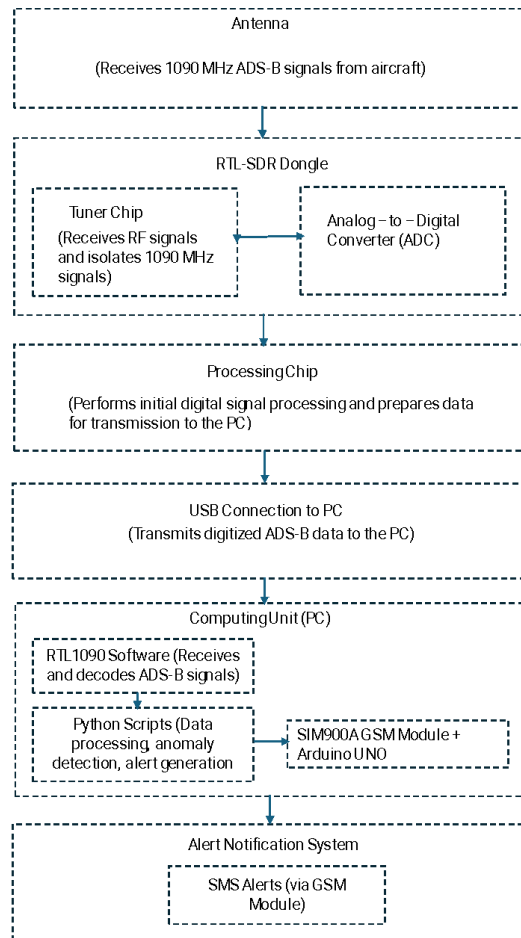 Antenna
(Receives 1090 MHz ADS-B signals from aircraft)
RTL-SDR Dongle
Tuner Chip
(Receives RF signals
and isolates 1090 MHz
signals)
Analog – to – Digital
Converter (ADC)
Processing Chip
(Performs initial digital signal processing and prepares data
for transmission to the PC)
USB Connection to PC
(Transmits digitized ADS-B data to the PC)
Computing Unit (PC)
RTL1090 Software (Receives
and decodes ADS-B signals)
Python Scripts (Data
processing, anomaly
detection, alert generation
SIM900A GSM Module +
Arduino UNO
Alert Notification System
SMS Alerts (via GSM
Module)